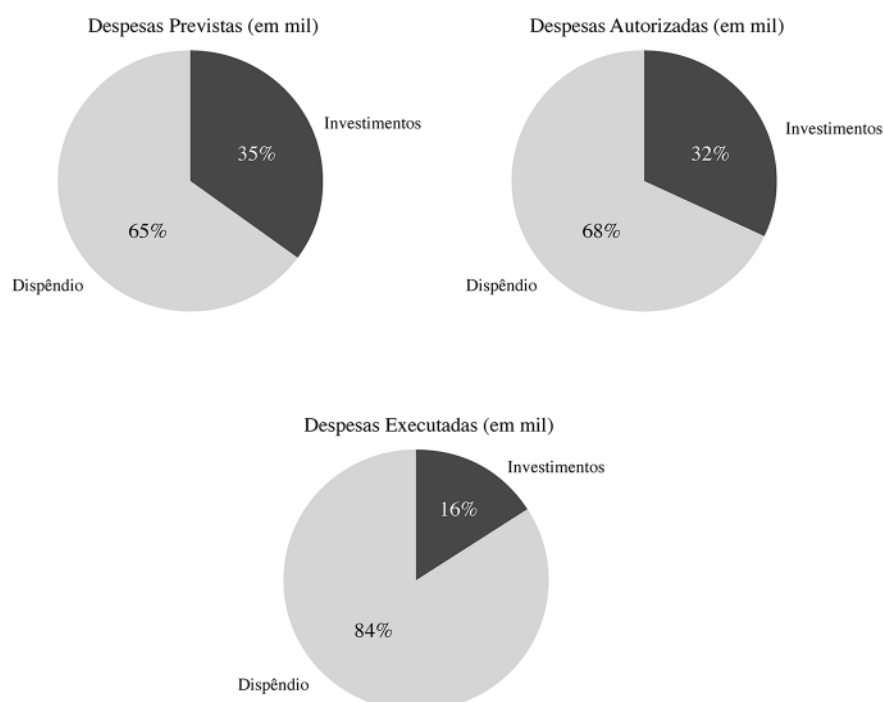 Despesas Previstas (em mil)
Investimentos
35%
65%
Dispêndio
Despesas Autorizadas (em mil)
Investimentos
32%
68%
Dispêndio
Despesas Executadas (em mil)
Investimentos
16%
84%
Dispêndio